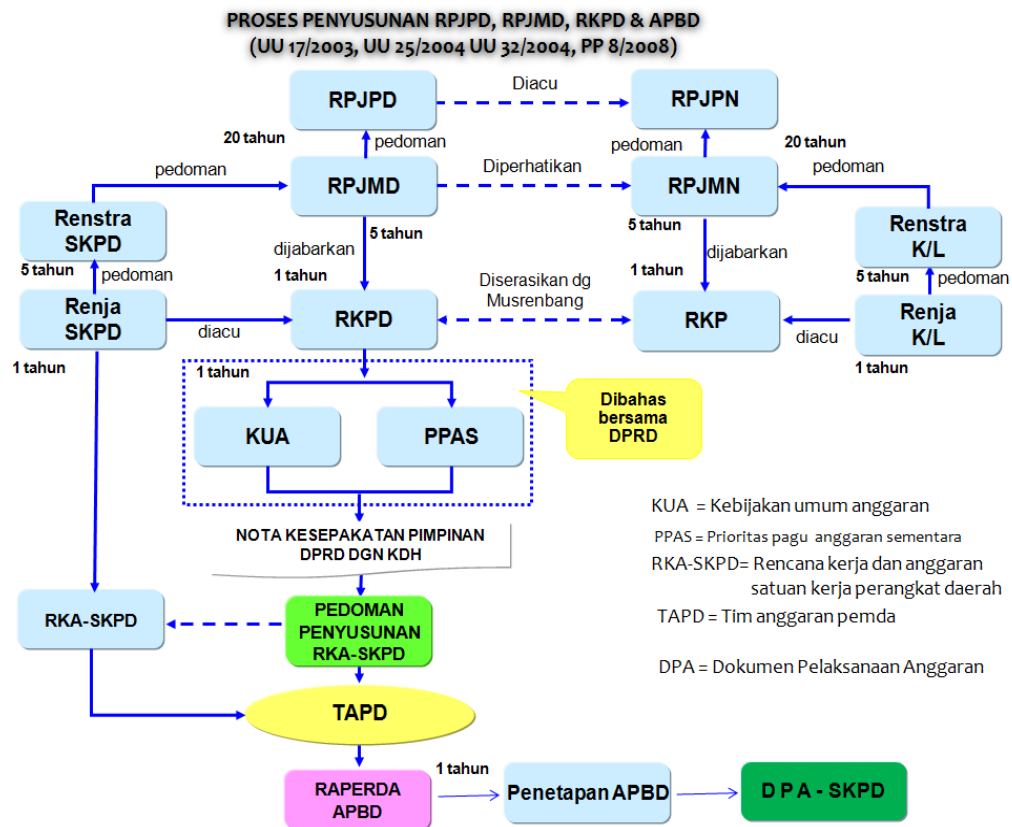 PROSES PENYUSUNAN RPJPD, RPJMD, RKPD & APBD
(UU 17/2003, UU 25/2004 UU 32/2004, PP 8/2008)
RPJPD
Diacu
RPJPN
20 tahun
pedoman
pedoman
20 tahun
pedoman
RPJMD
Diperhatikan
RPJMN
pedoman
Renstra
SKPD
5 tahun
dijabarkan
1 tahun
5 tahun
dijabarkan
1 tahun
Renstra
K/L
5 tahun
pedoman
5 tahun
pedoman
Renja
SKPD
diacu
RKPD
Diserasikan dg
Musrenbang
RKP
diacu
Renja
K/L
1 tahun
1 tahun
1 tahun
KUA
PPAS
Dibahas
bersama
DPRD
NOTA KESEPAKATAN PIMPINAN
DPRD DGN KDH
KUA = Kebijakan umum anggaran
PPAS = Prioritas pagu anggaran sementara
RKA-SKPD= Rencana kerja dan anggaran
satuan kerja perangkat daerah
TAPD = Tim anggaran pemda
DPA = Dokumen Pelaksanaan Anggaran
RKA-SKPD
PEDOMAN
PENYUSUNAN
RKA-SKPD
TAPD
RAPERDA
APBD
1 tahun
Penetapan APBD
D P A - SKPD